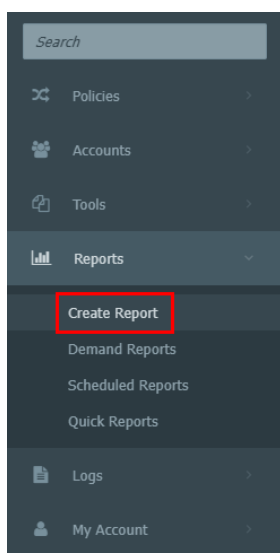 Search
Policies
Accounts
Tools
Reports
Create Report
Demand Reports
Scheduled Reports
Quick Reports
Logs
My Account